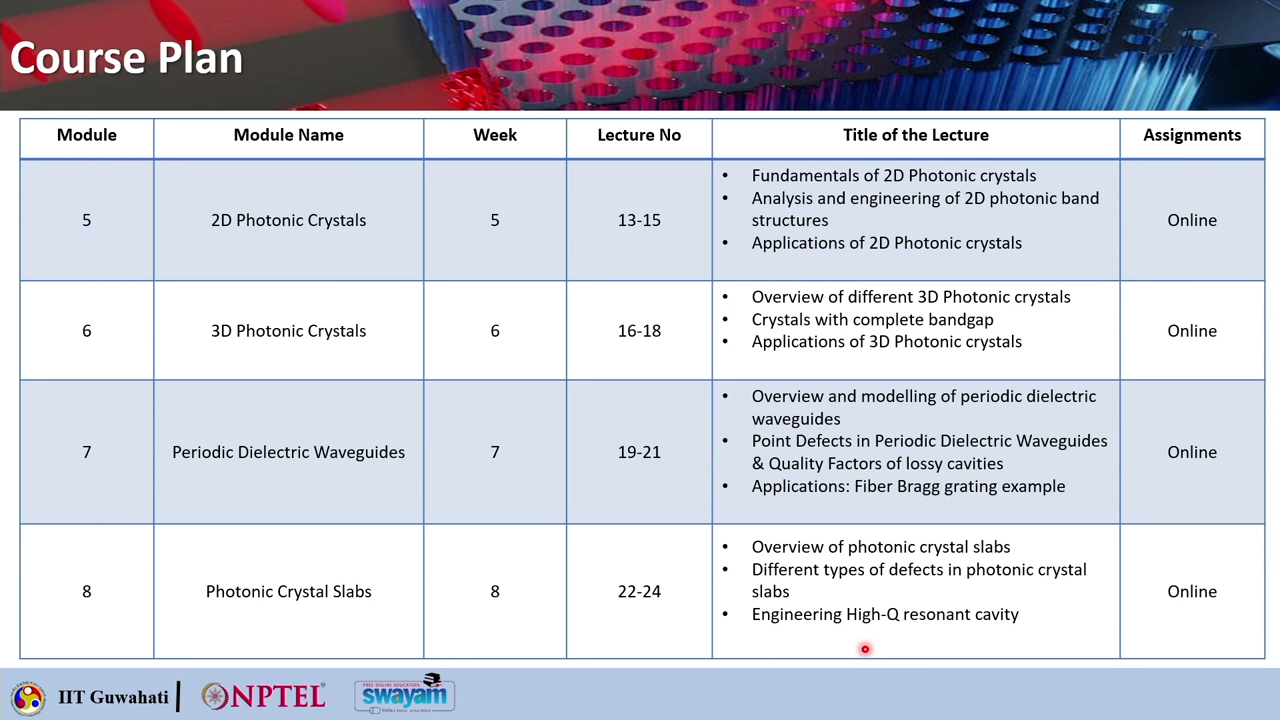 Course Plan
Module Module Name Week Lecture No Title of the Lecture Assignments
5 2D Photonic Crystals 5 13-15
• Fundamentals of 2D Photonic crystals
• Analysis and engineering of 2D photonic band
structures
• Applications of 2D Photonic crystals
Online
6 3D Photonic Crystals 6 16-18
• Overview of different 3D Photonic crystals
• Crystals with complete bandgap
• Applications of 3D Photonic crystals
Online
7 Periodic Dielectric Waveguides 7 19-21
• Overview and modelling of periodic dielectric
waveguides
• Point Defects in Periodic Dielectric Waveguides
& Quality Factors of lossy cavities
• Applications: Fiber Bragg grating example
Online
8 Photonic Crystal Slabs 8 22-24
• Overview of photonic crystal slabs
• Different types of defects in photonic crystal
slabs
• Engineering High-Q resonant cavity
Online
IIT Guwahati
NPTEL
FREE ONLINE EDUCATION
swayam